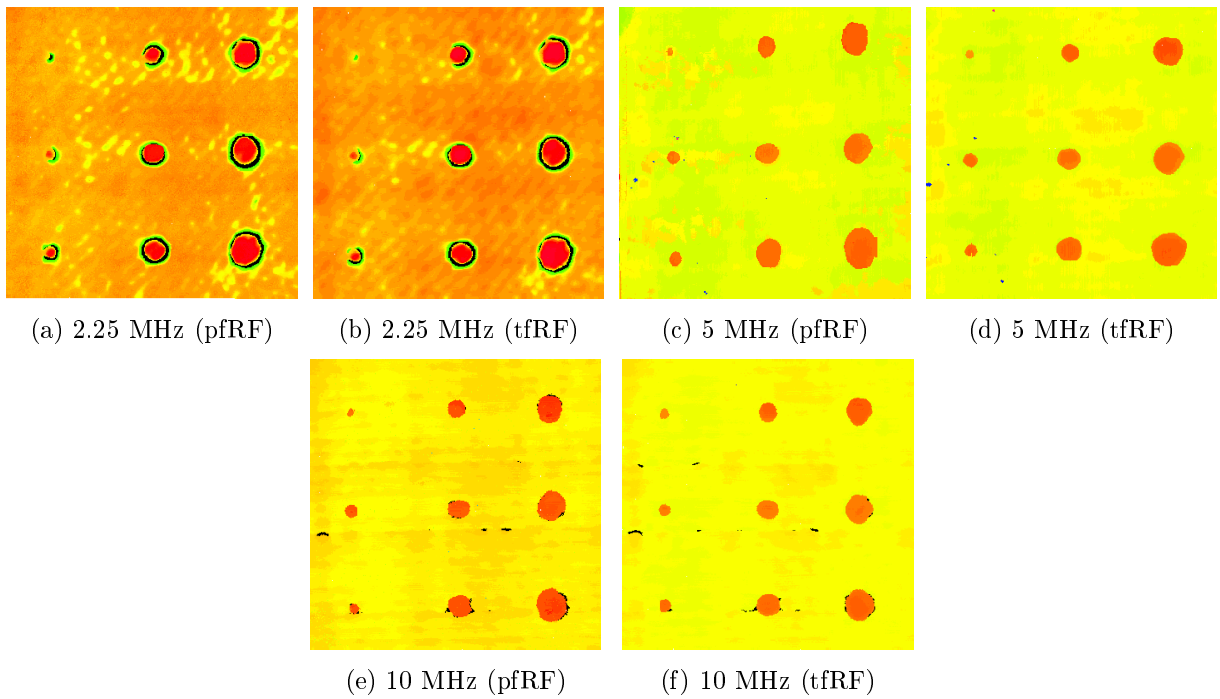 (a) 2.25 MHz (pfRF)
(b) 2.25 MHz (tfRF)
(c) 5 MHz (pfRF)
(d) 5 MHz (tfRF)
(e) 10 MHz (pfRF)
(f) 10 MHz (tfRF)